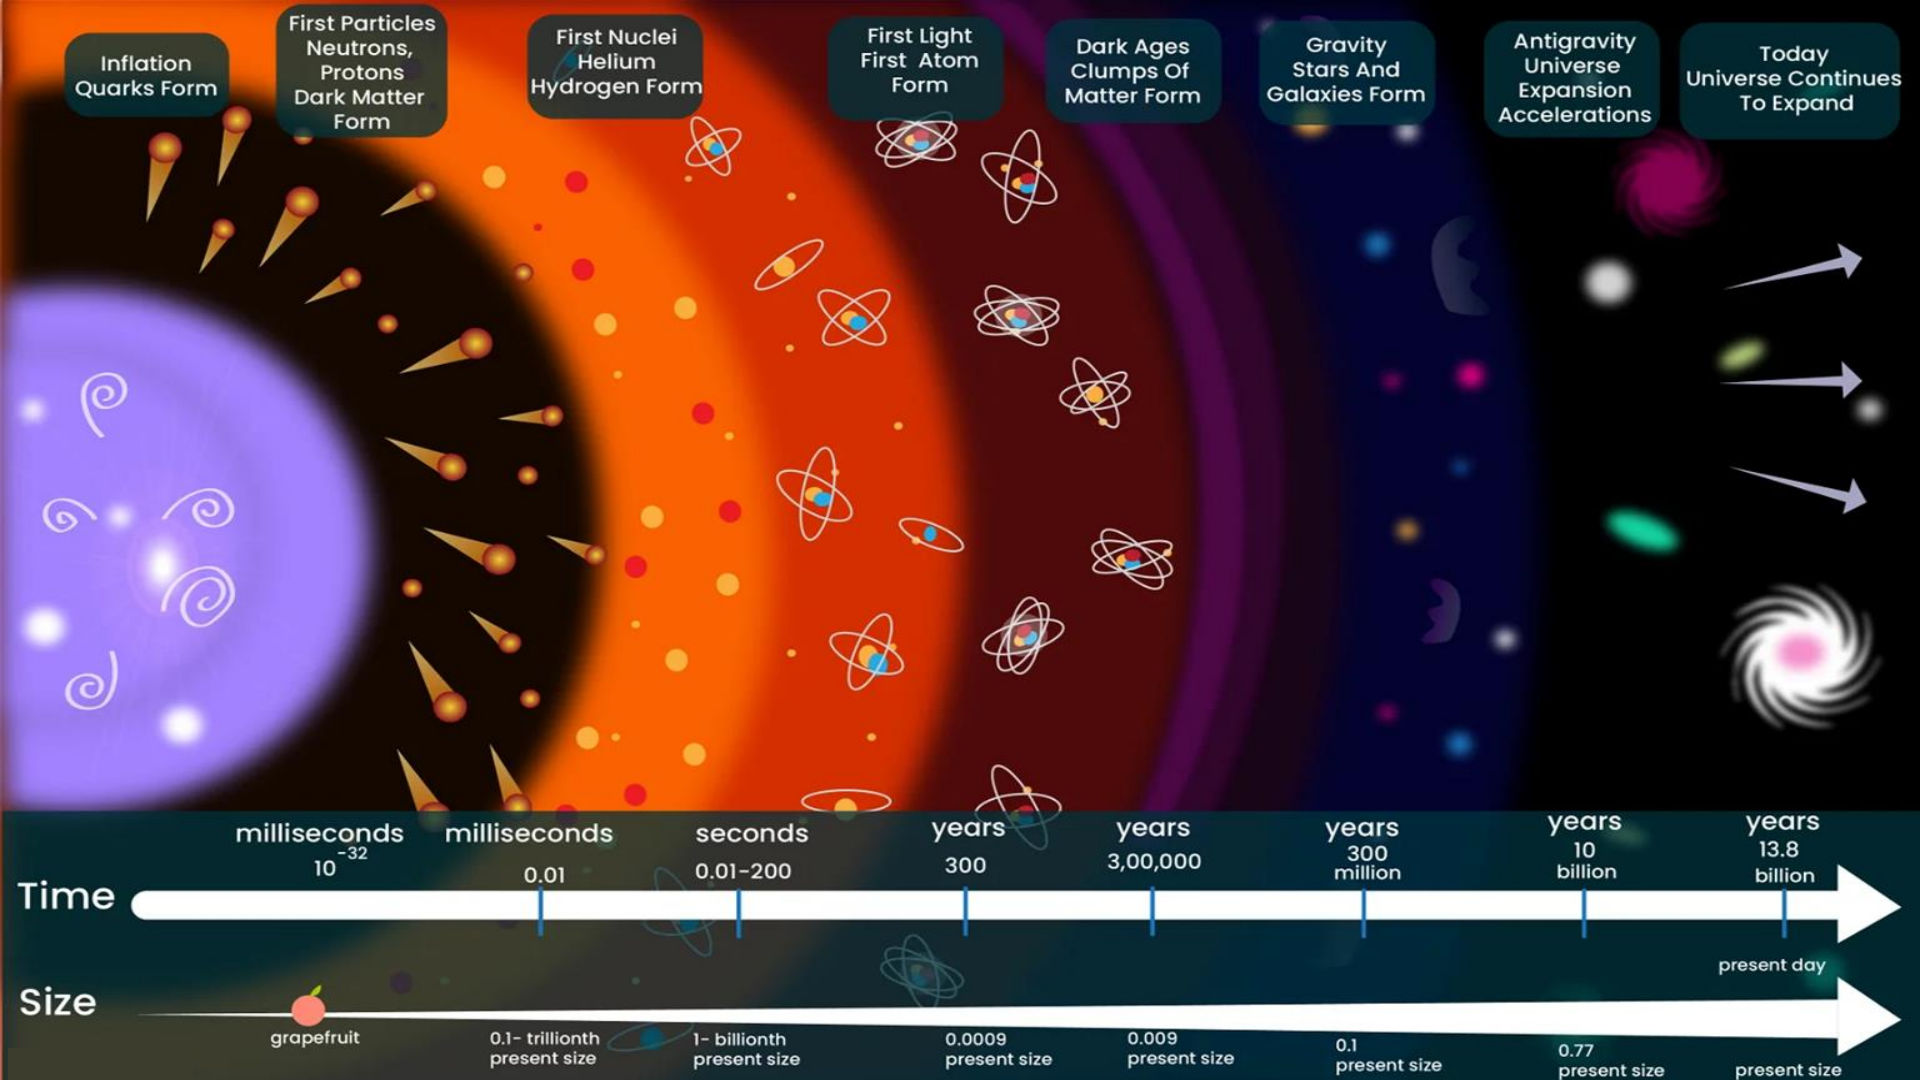 Inflation
Quarks Form
First Particles
Neutrons,
Protons
Dark Matter
Form
First Nuclei
Helium
Hydrogen Form
First Light
First Atom
Form
Dark Ages
Clumps Of
Matter Form
Gravity
Stars And
Galaxies Form
Antigravity
Universe
Expansion
Accelerations
Today
Universe Continues
To Expand
Time
milliseconds
10-32
milliseconds
0.01
seconds
0.01-200
years
300
years
3,00,000
years
300
million
years
10
billion
years
13.8
billion
present day
Size
grapefruit
0.1- trillionth
present size
1- billionth
present size
0.0009
present size
0.009
present size
0.1
present size
0.77
present size
present size